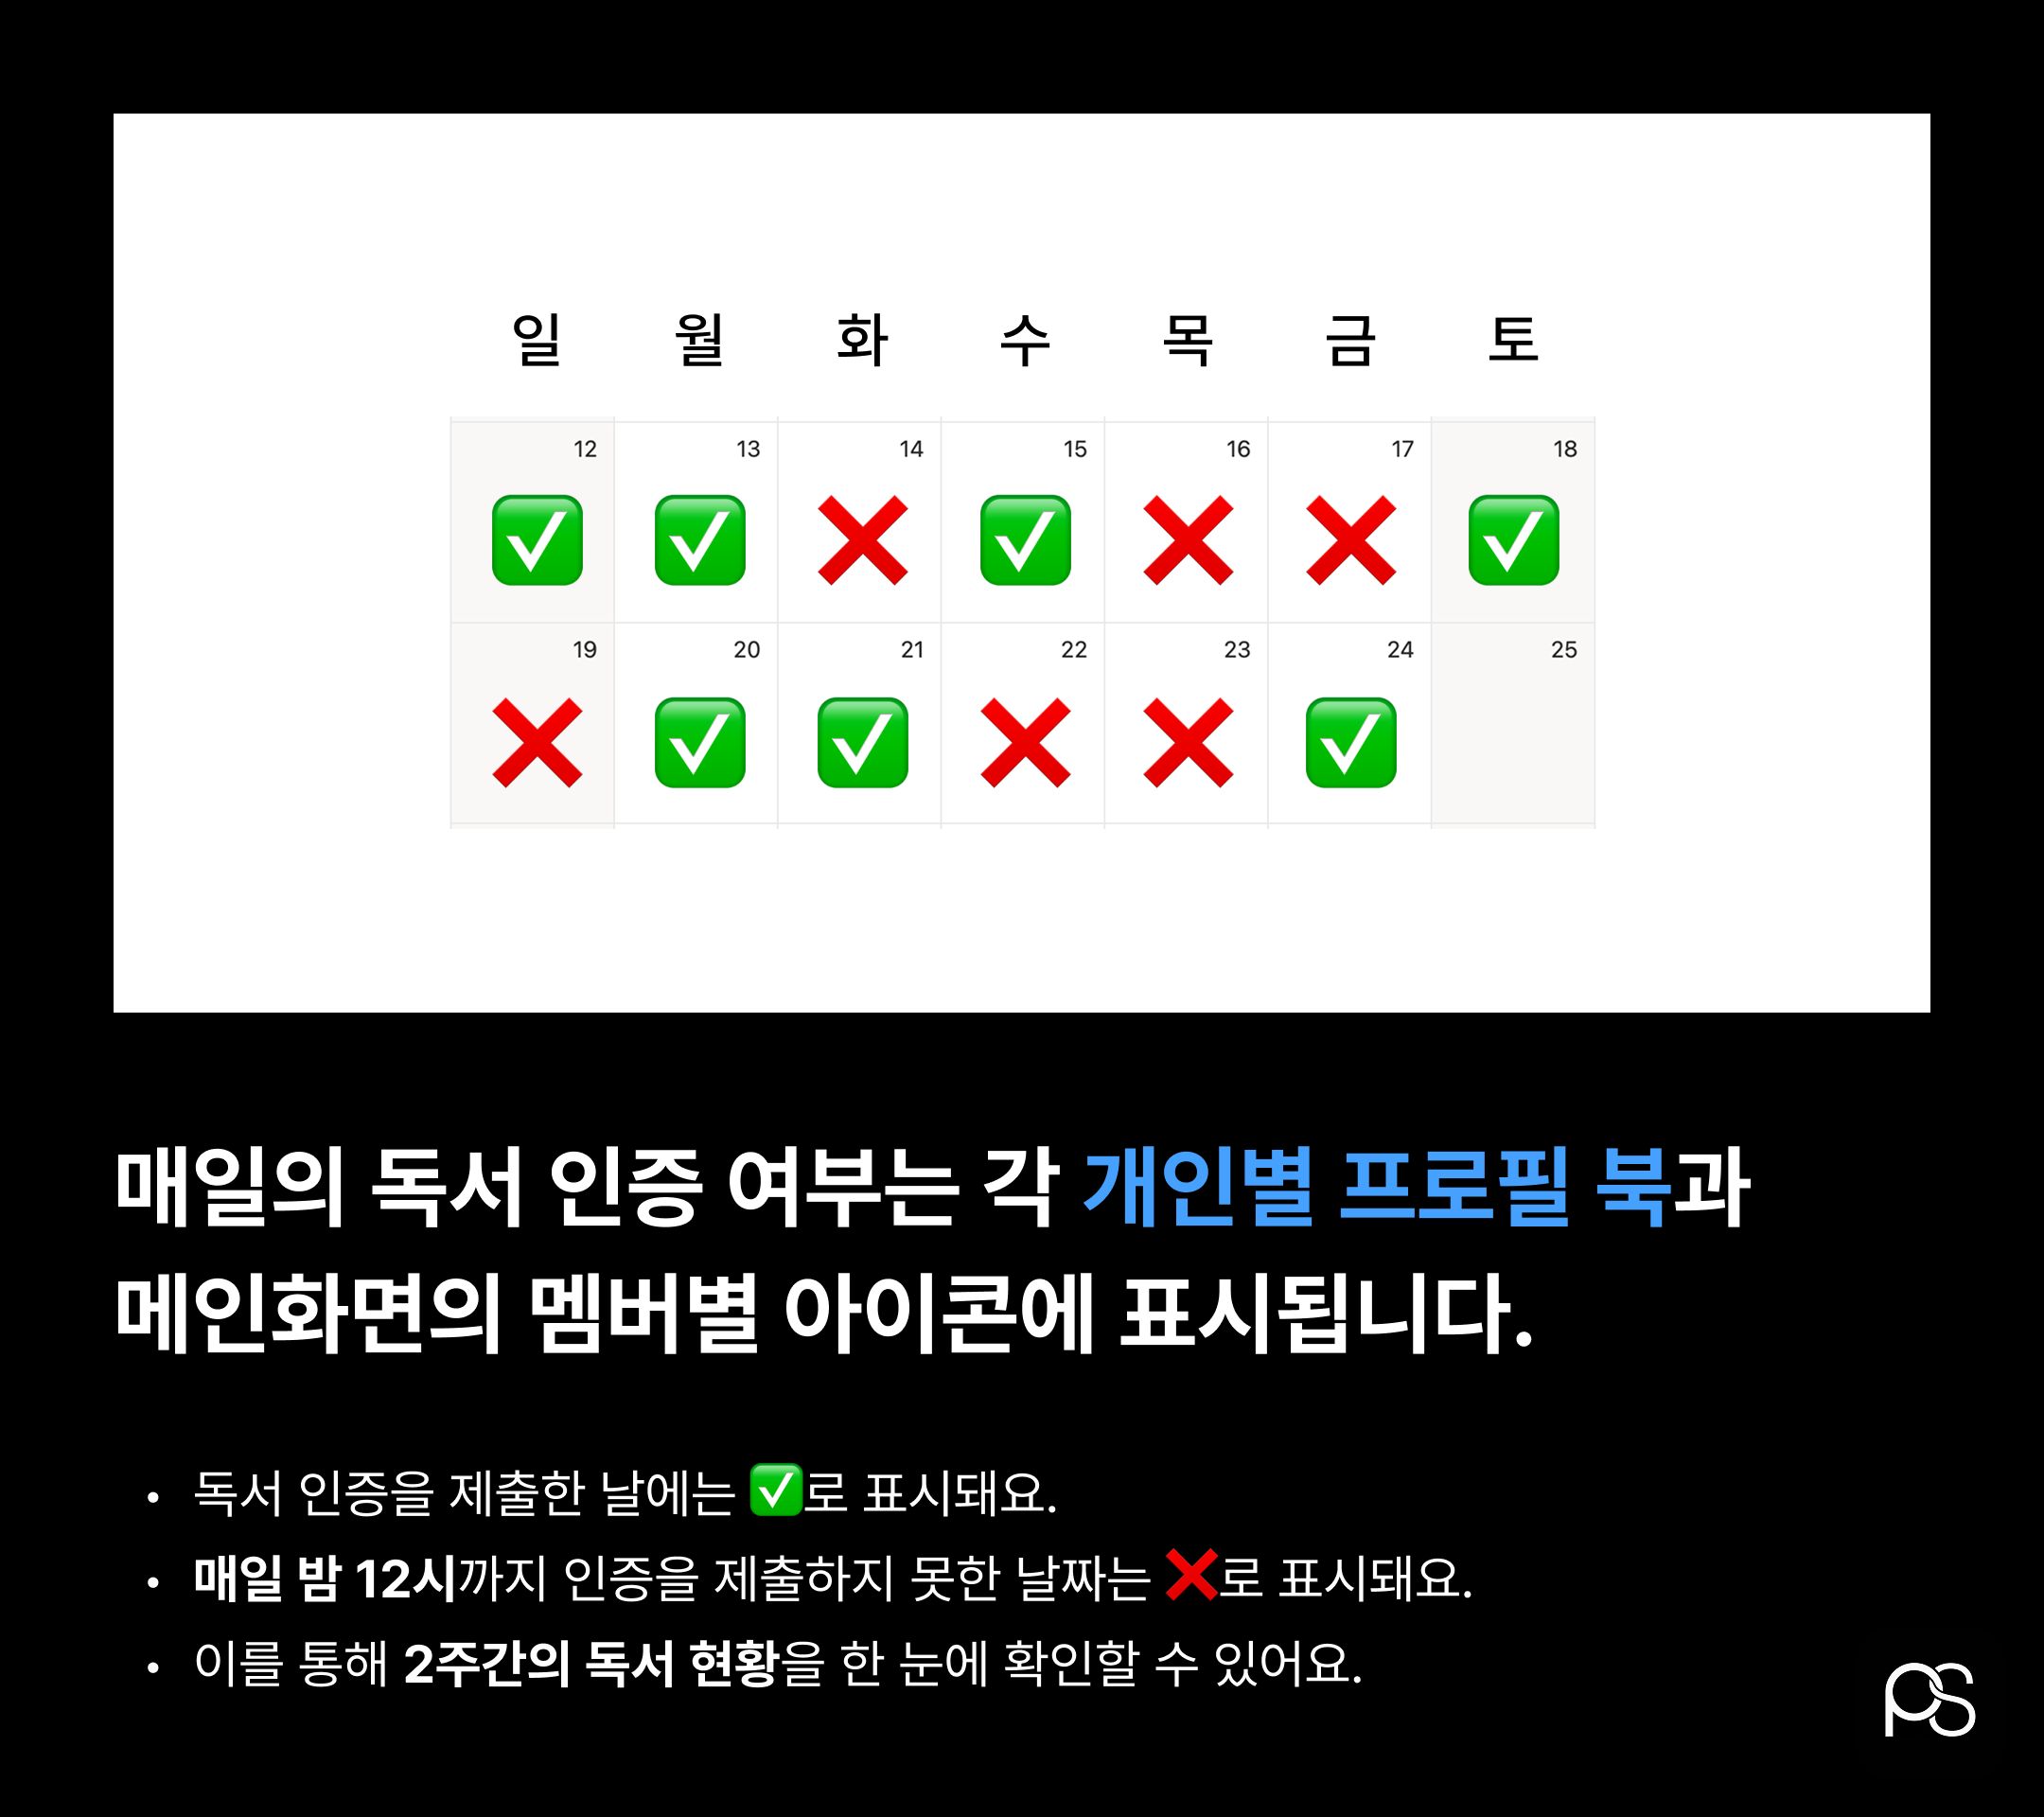 일 월 화 수 목 금 토
12 13 14 15 16 17 18
✅ ✅ ❌ ✅ ❌ ❌ ✅
19 20 21 22 23 24 25
❌ ✅ ✅ ❌ ❌ ✅
매일의 독서 인증 여부는 각 개인별 프로필 북과
메인화면의 멤버별 아이콘에 표시됩니다.
• 독서 인증을 제출한 날에는 ✅로 표시돼요.
• 매일 밤 12시까지 인증을 제출하지 못한 날짜는 ❌로 표시돼요.
• 이를 통해 2주간의 독서 현황을 한 눈에 확인할 수 있어요.
PS